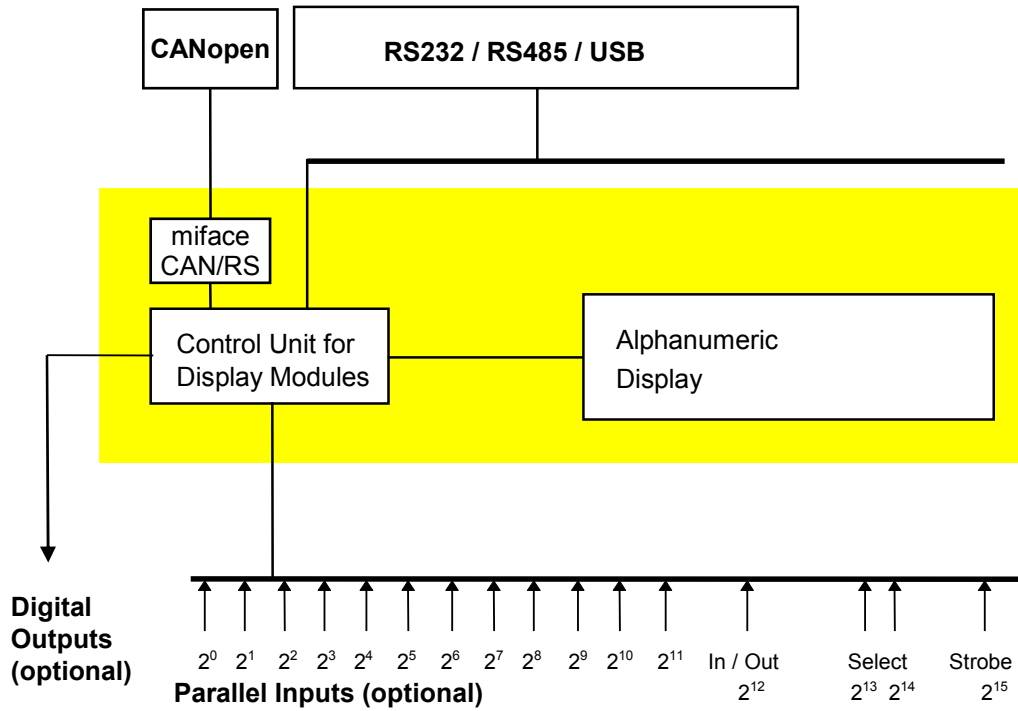 CANopen
RS232 / RS485 / USB
miface
CAN/RS
Control Unit for
Display Modules
Alphanumeric
Display
Digital
Outputs
(optional)
2⁰ 2¹ 2² 2³ 2⁴ 2⁵ 2⁶ 2⁷ 2⁸ 2⁹ 2¹⁰ 2¹¹ In / Out Select Strobe
Parallel Inputs (optional) 2¹² 2¹³ 2¹⁴ 2¹⁵